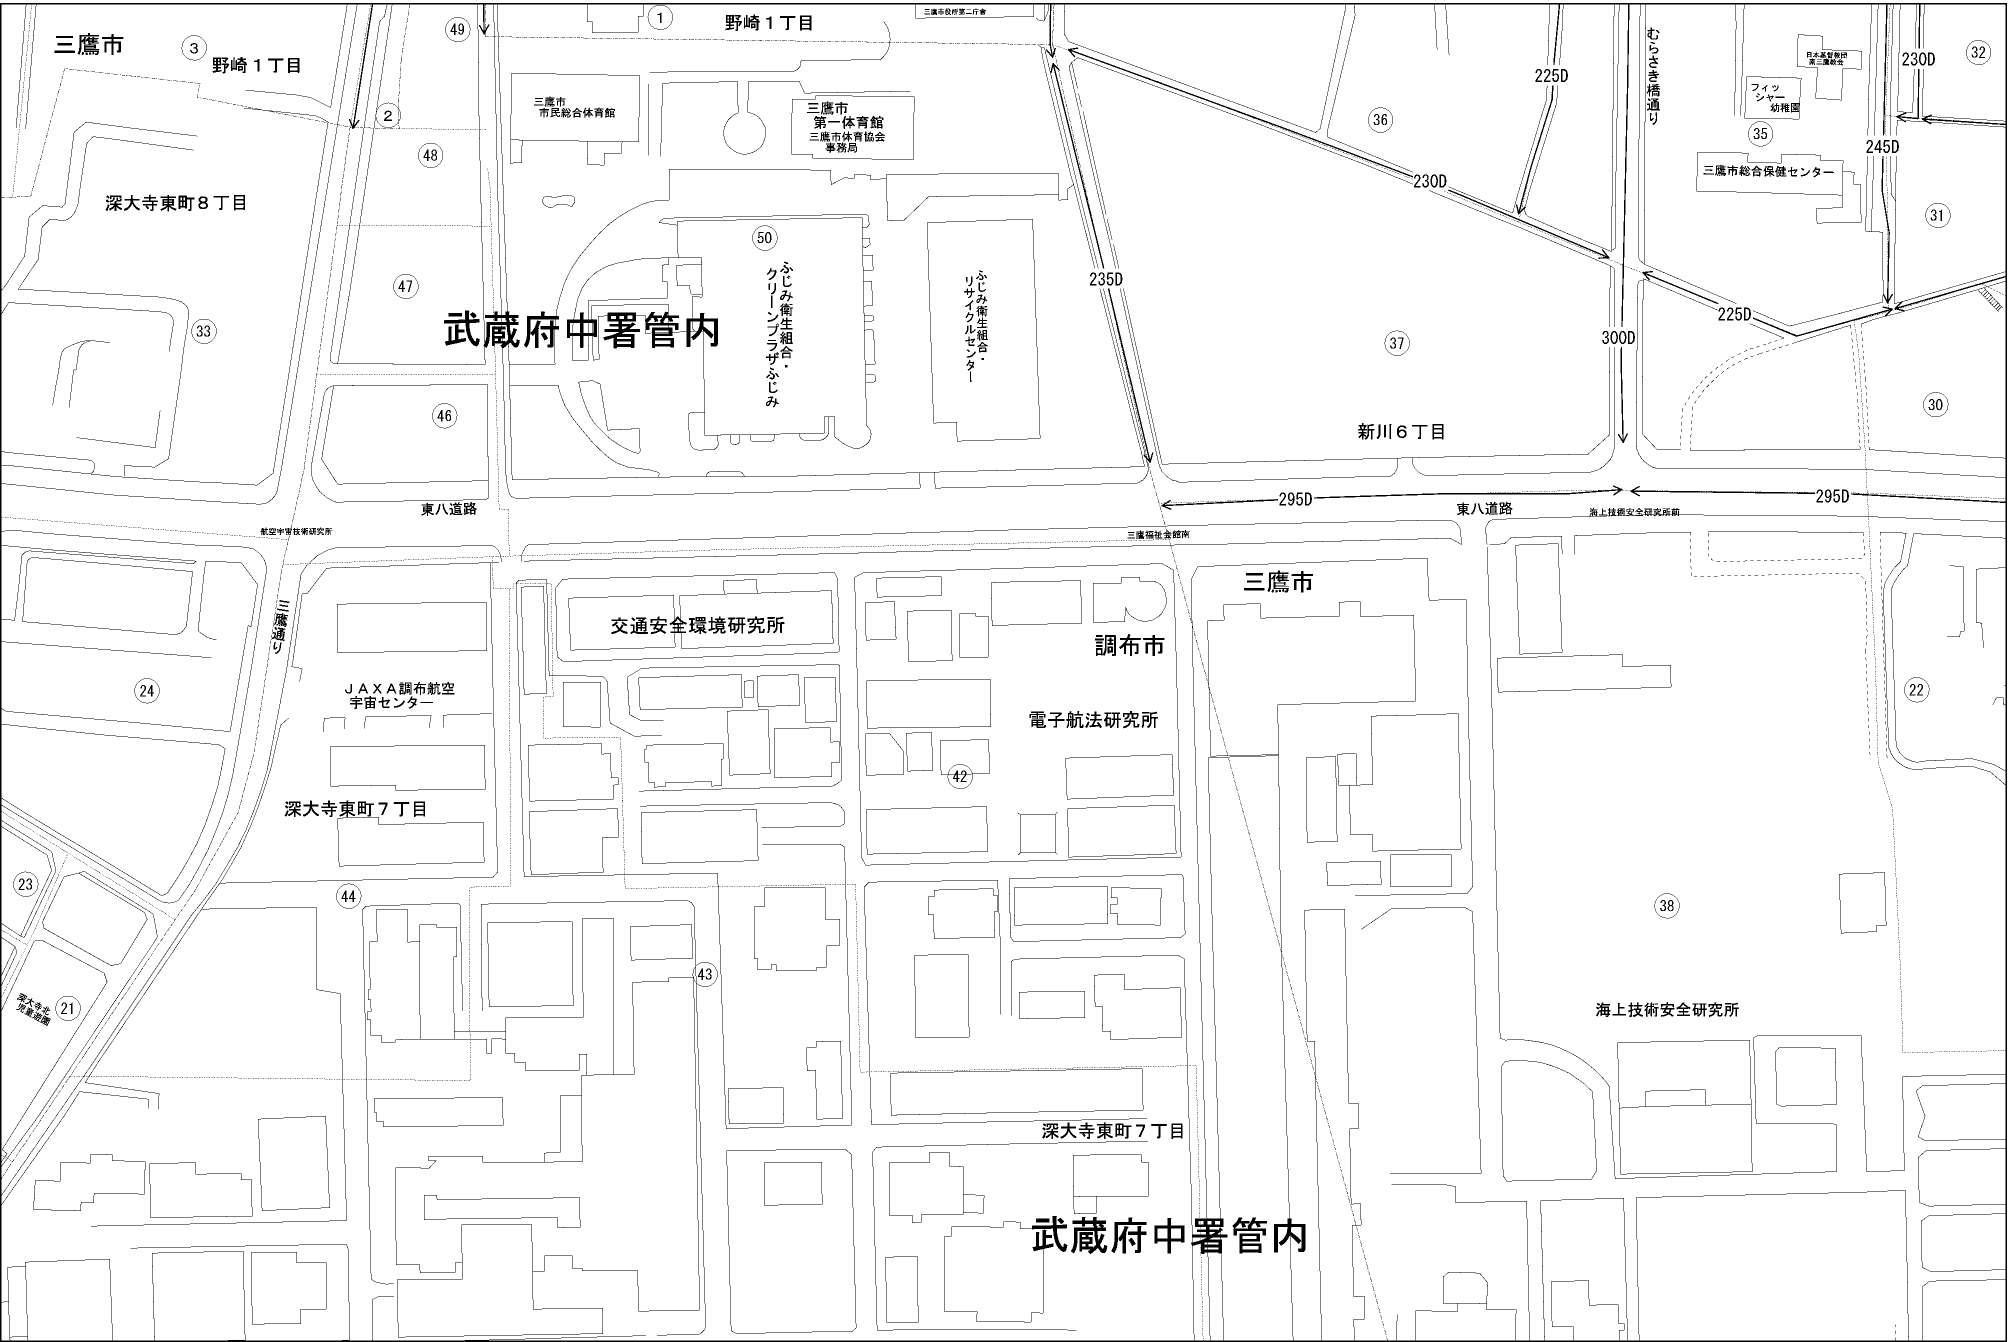 三鷹市
3
野崎１丁目
2
49
1
野崎１丁目
三鷹市役所第二庁舎
むらさき橋通り
225D
日本基督教団
南三鷹教会
230D
32
三鷹市
市民総合体育館
三鷹市
第一体育館
三鷹市体育協会
事務局
36
フィッ
シャー
幼稚園
35
245D
48
230D
三鷹市総合保健センター
深大寺東町８丁目
31
50
47
ふじみ衛生組合・
クリーンプラザふじみ
ふじみ衛生組合・
リサイクルセンター
235D
225D
33
武蔵府中署管内
37
300D
46
30
新川６丁目
東八道路
295D
東八道路
295D
航空宇宙技術研究所
三鷹福祉会館南
海上技術安全研究所前
三鷹通り
交通安全環境研究所
三鷹市
調布市
24
ＪＡＸＡ調布航空
宇宙センター
電子航法研究所
22
42
深大寺東町７丁目
23
44
38
43
深大寺北
児童遊園
21
海上技術安全研究所
深大寺東町７丁目
武蔵府中署管内